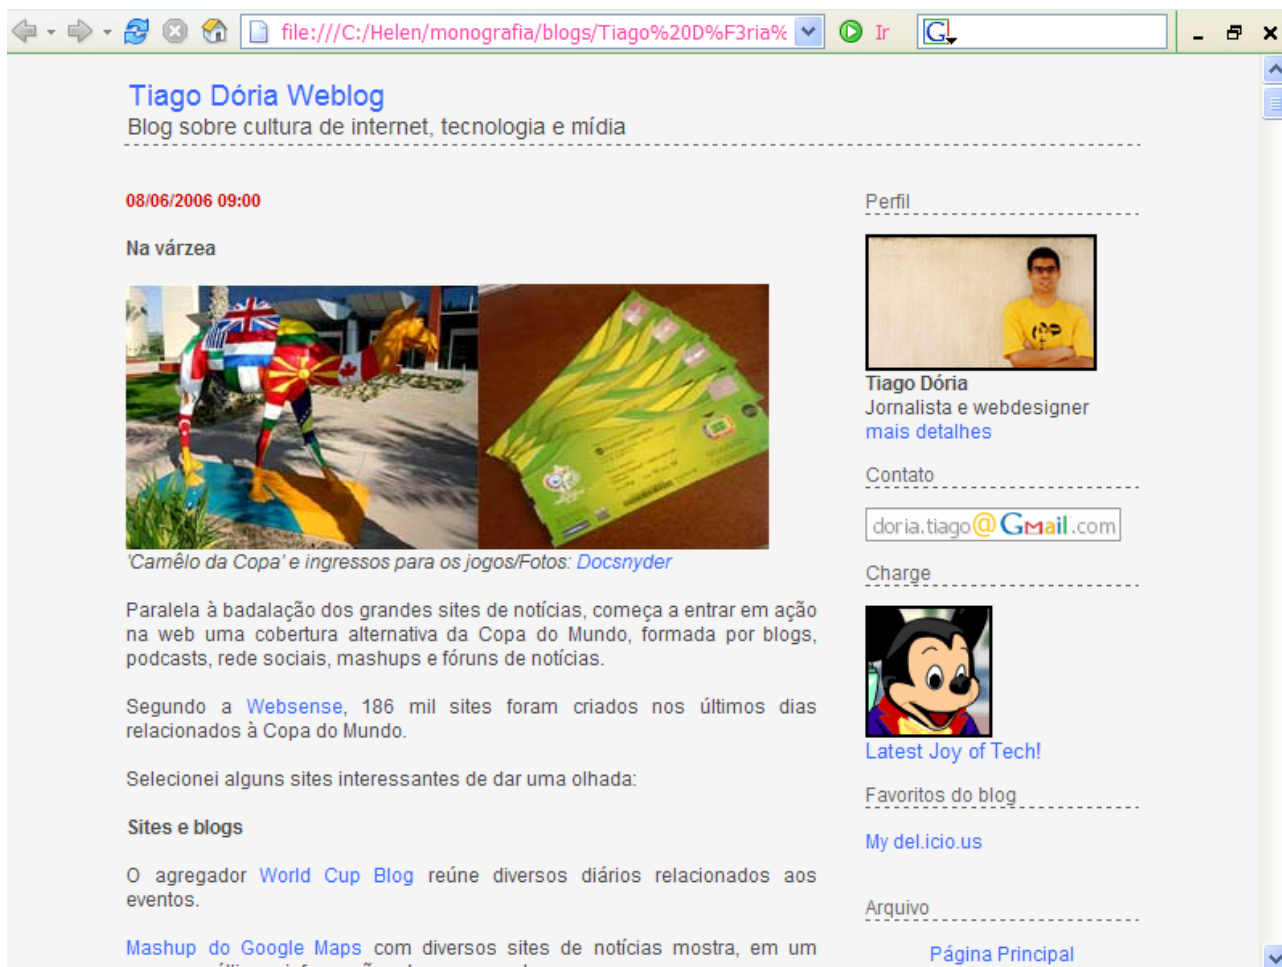 file:///C:/Helen/monografia/blogs/Tiago%20D%F3ria%
Ir
G
Tiago Dória Weblog
Blog sobre cultura de internet, tecnologia e mídia
08/06/2006 09:00
Na várzea
'Camêlo da Copa' e ingressos para os jogos/Fotos: Docsnyder
Paralela à badalação dos grandes sites de notícias, começa a entrar em ação
na web uma cobertura alternativa da Copa do Mundo, formada por blogs,
podcasts, rede sociais, mashups e fóruns de notícias.
Segundo a Websense, 186 mil sites foram criados nos últimos dias
relacionados à Copa do Mundo.
Selecionei alguns sites interessantes de dar uma olhada:
Sites e blogs
O agregador World Cup Blog reúne diversos diários relacionados aos
eventos.
Mashup do Google Maps com diversos sites de notícias mostra, em um
Perfil
Tiago Dória
Jornalista e webdesigner
mais detalhes
Contato
doria.tiago@Gmail.com
Charge
Latest Joy of Tech!
Favoritos do blog
My del.icio.us
Arquivo
Página Principal